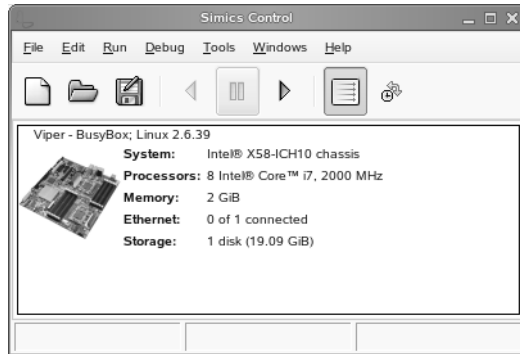 Simics Control
File Edit Run Debug Tools Windows Help
Viper - BusyBox; Linux 2.6.39
System: Intel® X58-ICH10 chassis
Processors: 8 Intel® Core™ i7, 2000 MHz
Memory: 2 GiB
Ethernet: 0 of 1 connected
Storage: 1 disk (19.09 GiB)